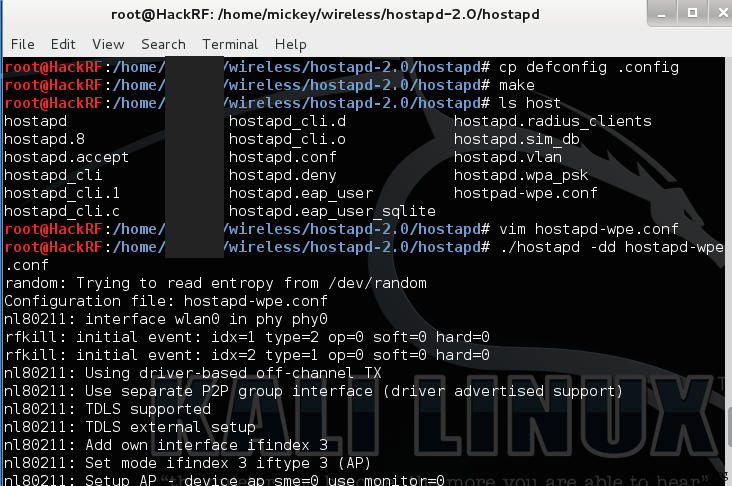 root@HackRF: /home/mickey/wireless/hostapd-2.0/hostapd
File Edit View Search Terminal Help
root@HackRF:/home/ /wireless/hostapd-2.0/hostapd# cp defconfig .config
root@HackRF:/home/ /wireless/hostapd-2.0/hostapd# make
root@HackRF:/home/ /wireless/hostapd-2.0/hostapd# ls host
hostapd hostapd_cli.d hostapd.radius_clients
hostapd.8 hostapd_cli.o hostapd.sim_db
hostapd.accept hostapd.conf hostapd.vlan
hostapd_cli hostapd.deny hostapd.wpa_psk
hostapd_cli.1 hostapd.eap_user hostpad-wpe.conf
hostapd_cli.c hostapd.eap_user_sqlite
root@HackRF:/home/ /wireless/hostapd-2.0/hostapd# vim hostapd-wpe.conf
root@HackRF:/home/ /wireless/hostapd-2.0/hostapd# ./hostapd -dd hostapd-wpe
.conf
random: Trying to read entropy from /dev/random
Configuration file: hostapd-wpe.conf
nl80211: interface wlan0 in phy phy0
rfkill: initial event: idx=1 type=2 op=0 soft=0 hard=0
rfkill: initial event: idx=2 type=1 op=0 soft=0 hard=0
nl80211: Using driver-based off-channel TX
nl80211: Use separate P2P group interface (driver advertised support)
nl80211: TDLS supported
nl80211: TDLS external setup
KALI LINUX
nl80211: Add own interface ifindex 3
nl80211: Set mode ifindex 3 iftype 3 (AP)
nl80211: Setup AP - device_ap_sme=0 use_monitor=0
more you are able to hear"